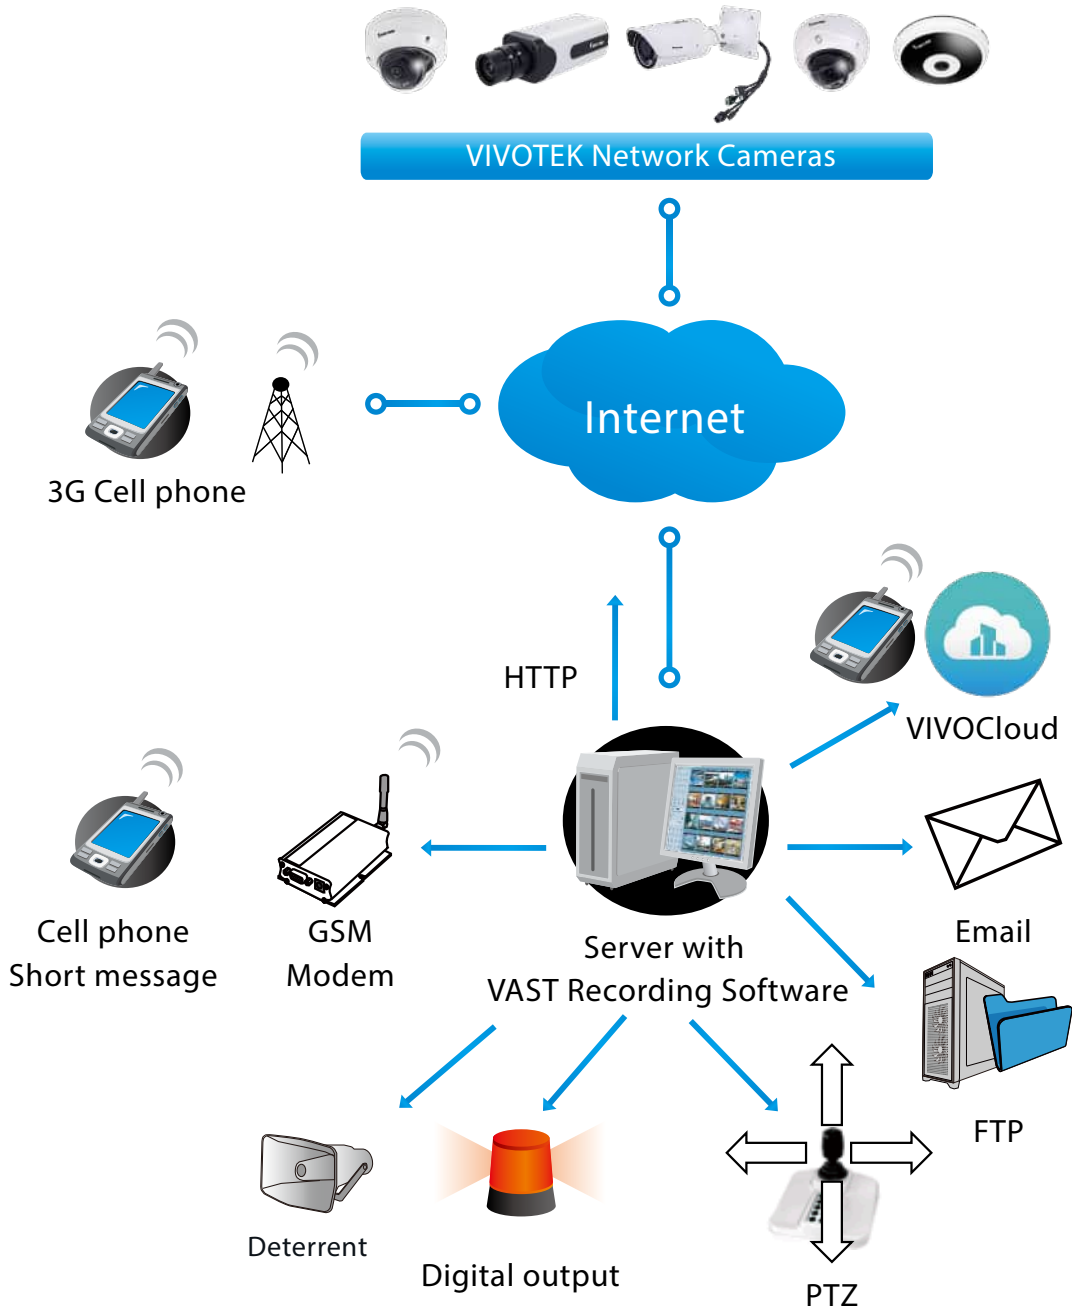 VIVOTEK Network Cameras
Internet
3G Cell phone
HTTP
VIVOCloud
Cell phone
Short message
GSM
Modem
Server with
VAST Recording Software
Email
FTP
Deterrent
Digital output
PTZ